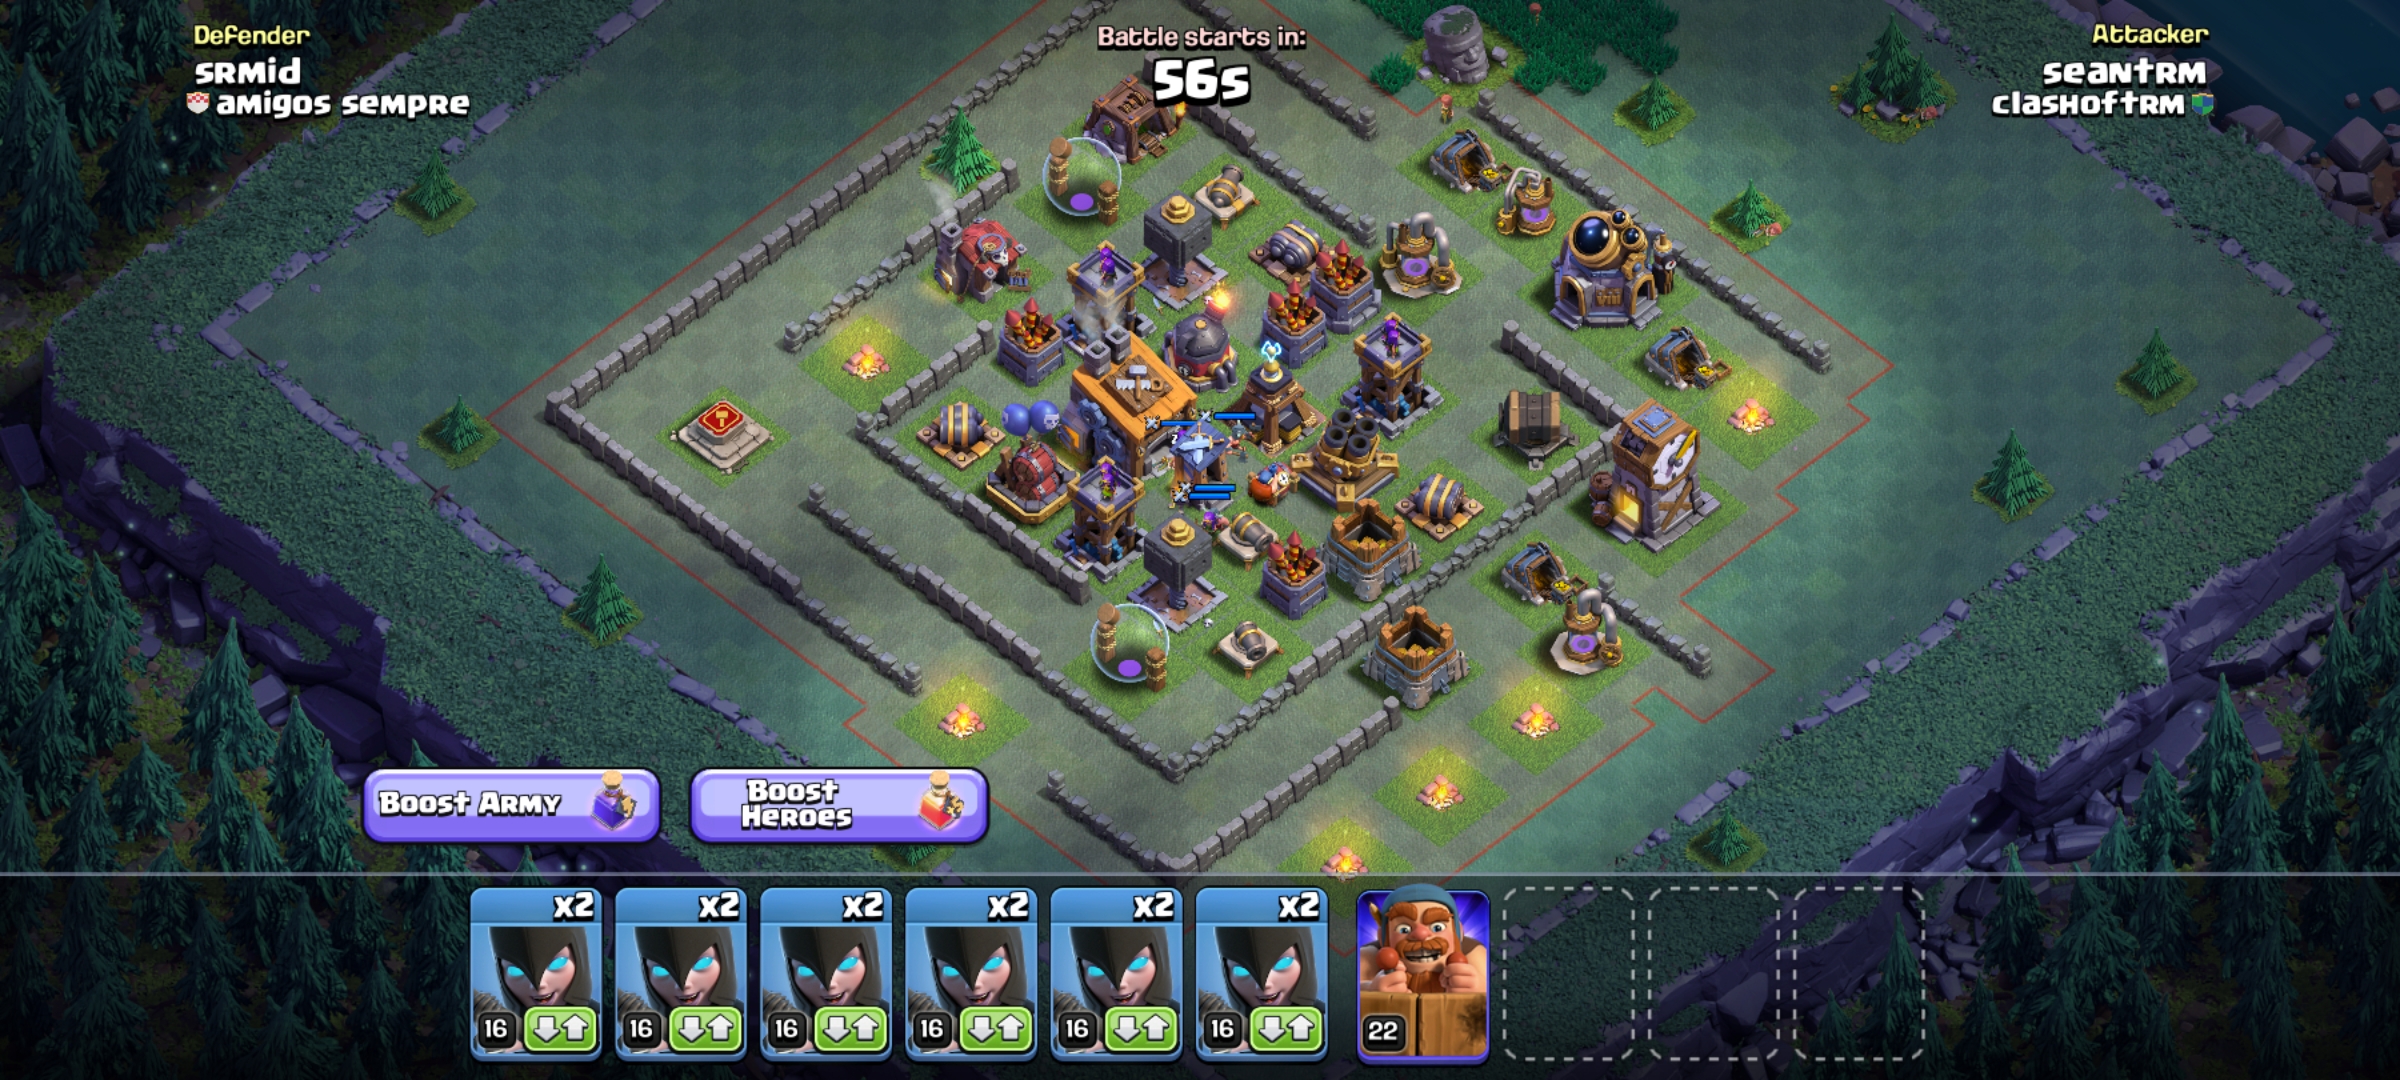 Defender
SRMid
amigos sempre
Battle starts in:
56s
Attacker
seantRM
clashoftRM
VIII
Boost Army
Boost Heroes
x2
x2
x2
x2
x2
x2
16
16
16
16
16
16
22